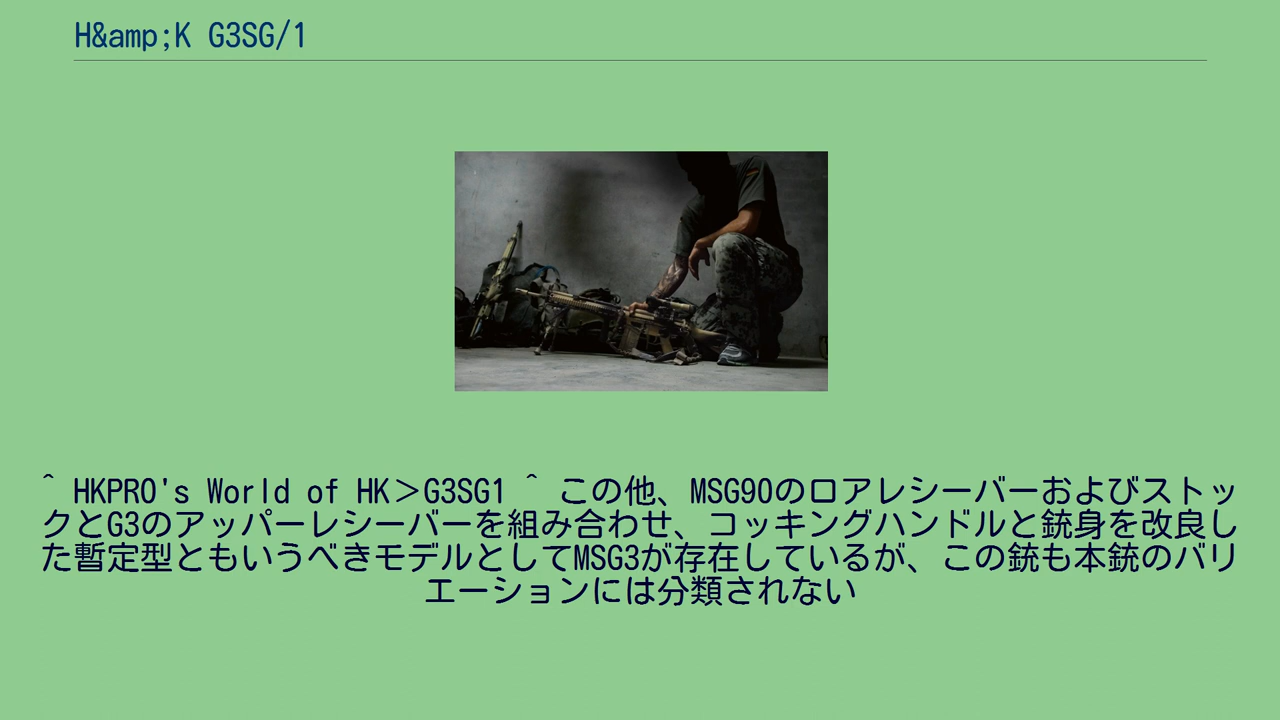 H&amp;K G3SG/1
^ HKPRO's World of HK＞G3SG1 ^ この他、MSG90のロアレシーバーおよびストッ
クとG3のアッパーレシーバーを組み合わせ、コッキングハンドルと銃身を改良し
た暫定型ともいうべきモデルとしてMSG3が存在しているが、この銃も本銃のバリ
エーションには分類されない